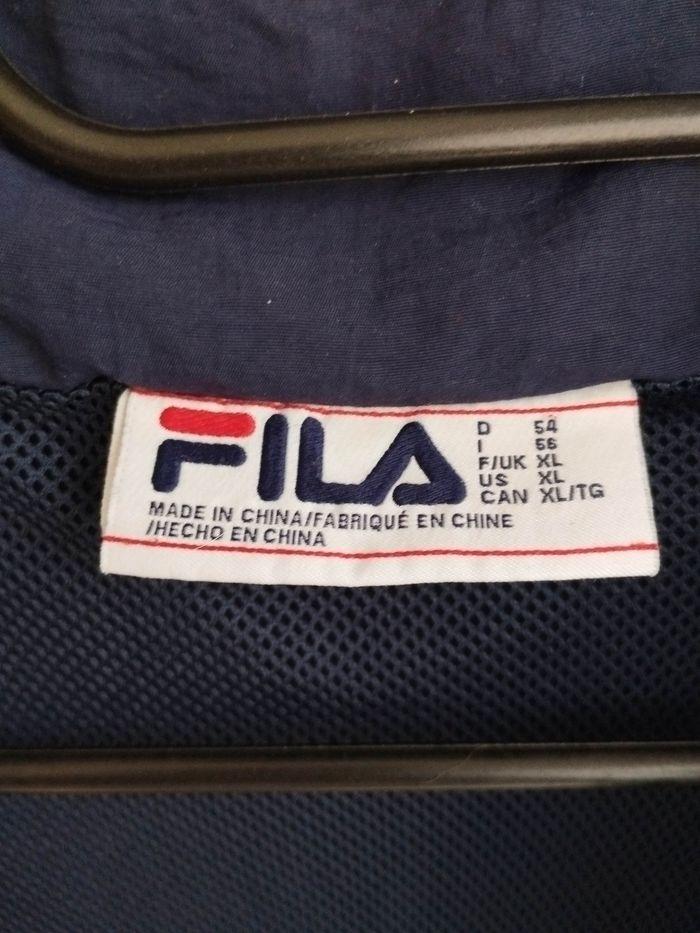 FILA
MADE IN CHINA/FABRIQUÉ EN CHINE
/HECHO EN CHINA
D 54
I 56
F/UK XL
US XL
CAN XL/TG